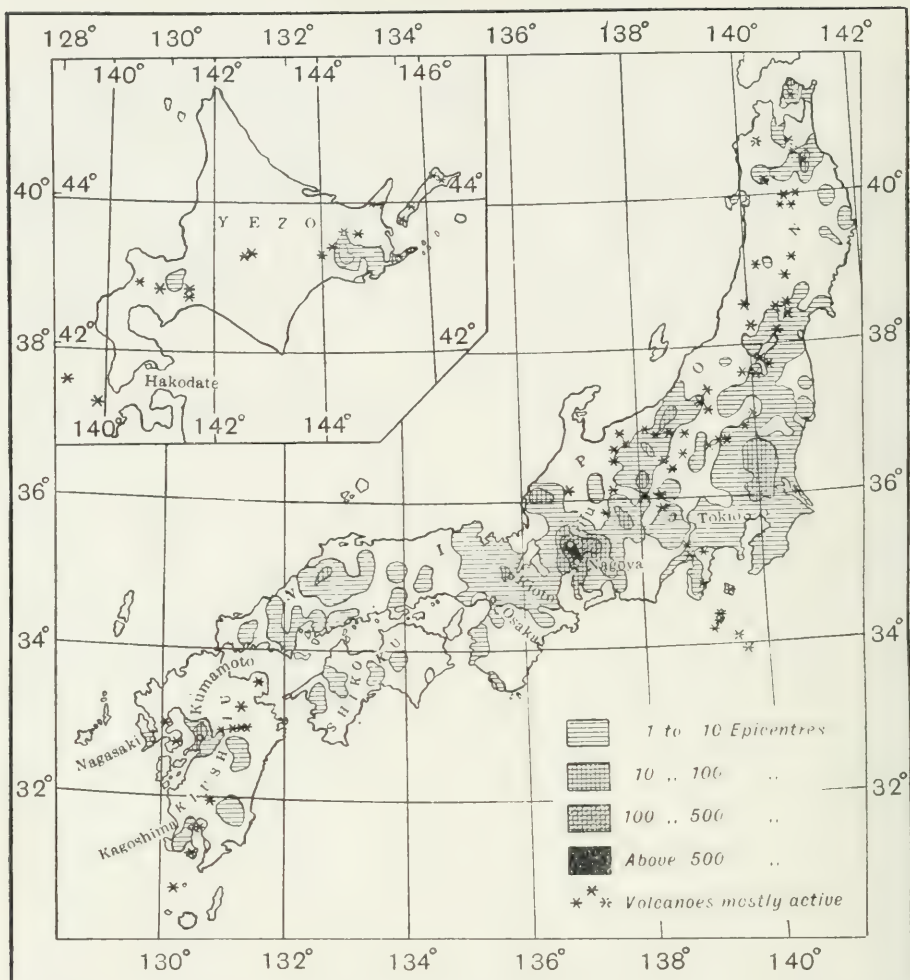 128° 130° 132° 134° 136° 138° 140° 142°
140° 142° 144° 146°
44° 44°
40° 40°
YEZO
42° 42°
38° 38°
Hakodate
140° 142° 144°
36° 36°
JAPAN
Gifu
Tokio
Nagoya
Kioto
Osaka
34° 34°
SHIKOKU
Kumamoto
KIUSHIU
Nagasaki
Kagoshima
32° 32°
1 to 10 Epicentres
10 ,, 100 ,,
100 ,, 500 ,,
Above 500 ,,
Volcanoes mostly active
130° 132° 134° 136° 138° 140°